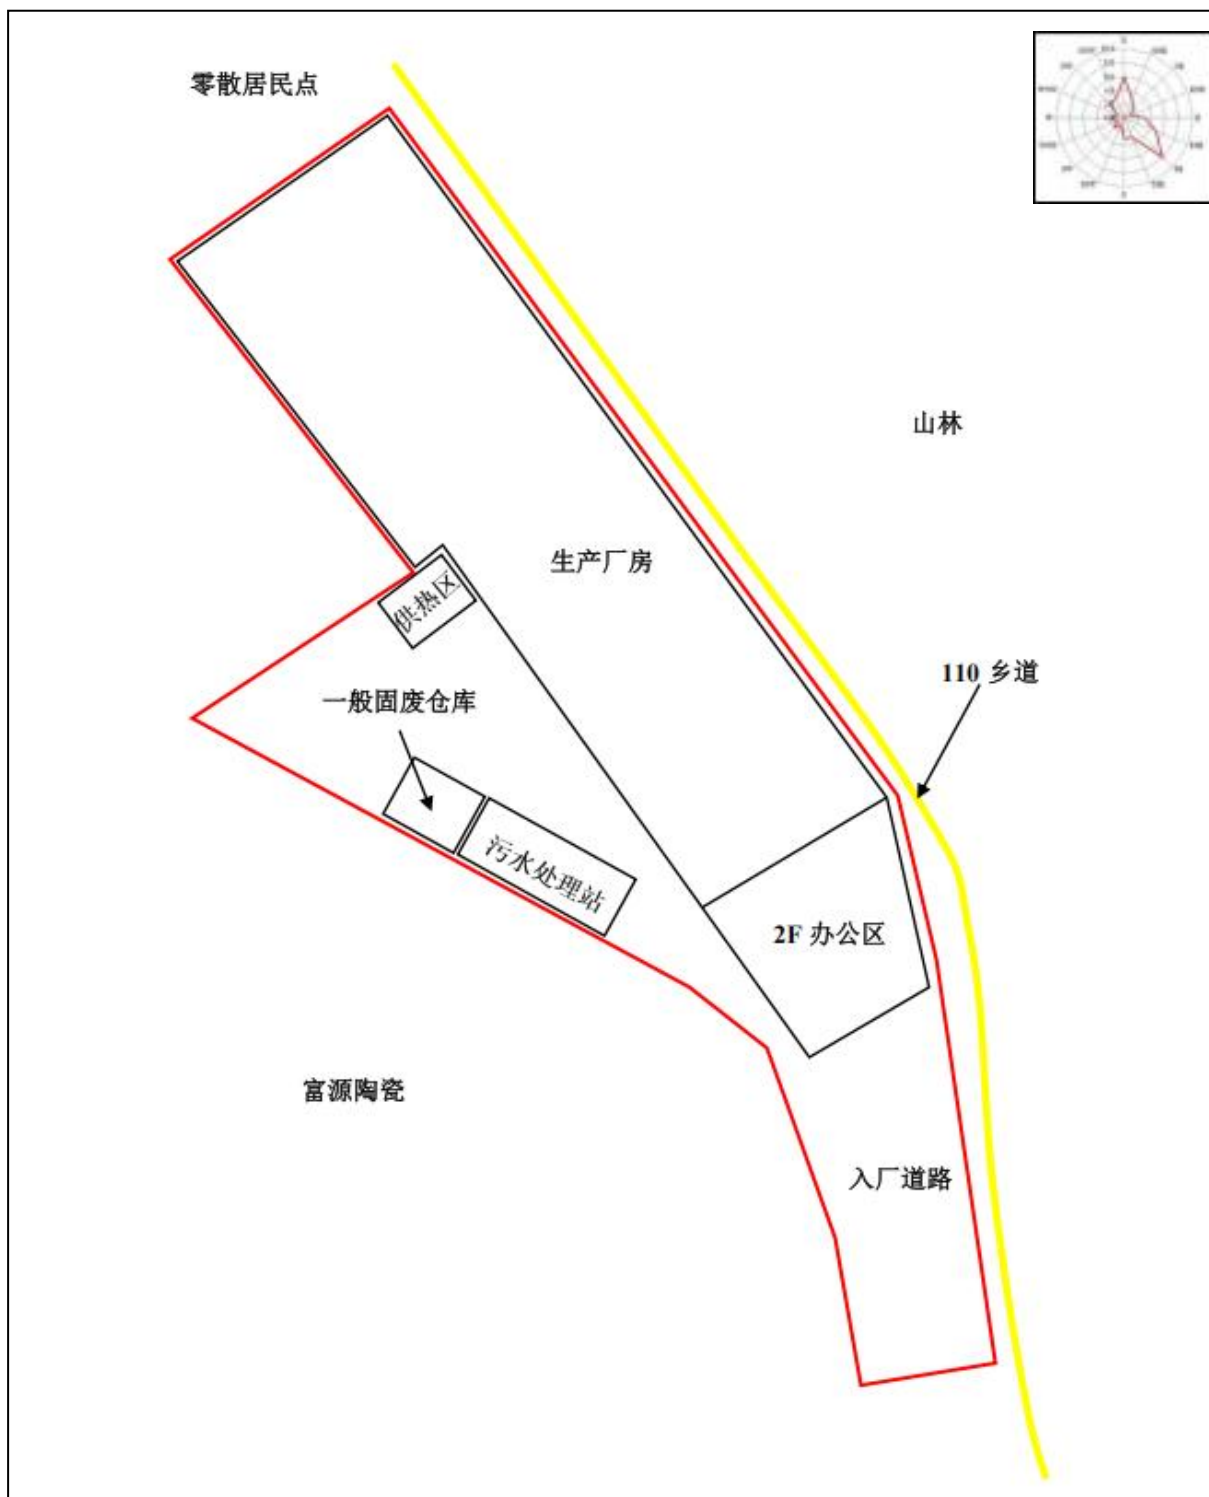 零散居民点
山林
生产厂房
供热区
110 乡道
一般固废仓库
污水处理站
2F 办公区
富源陶瓷
入厂道路